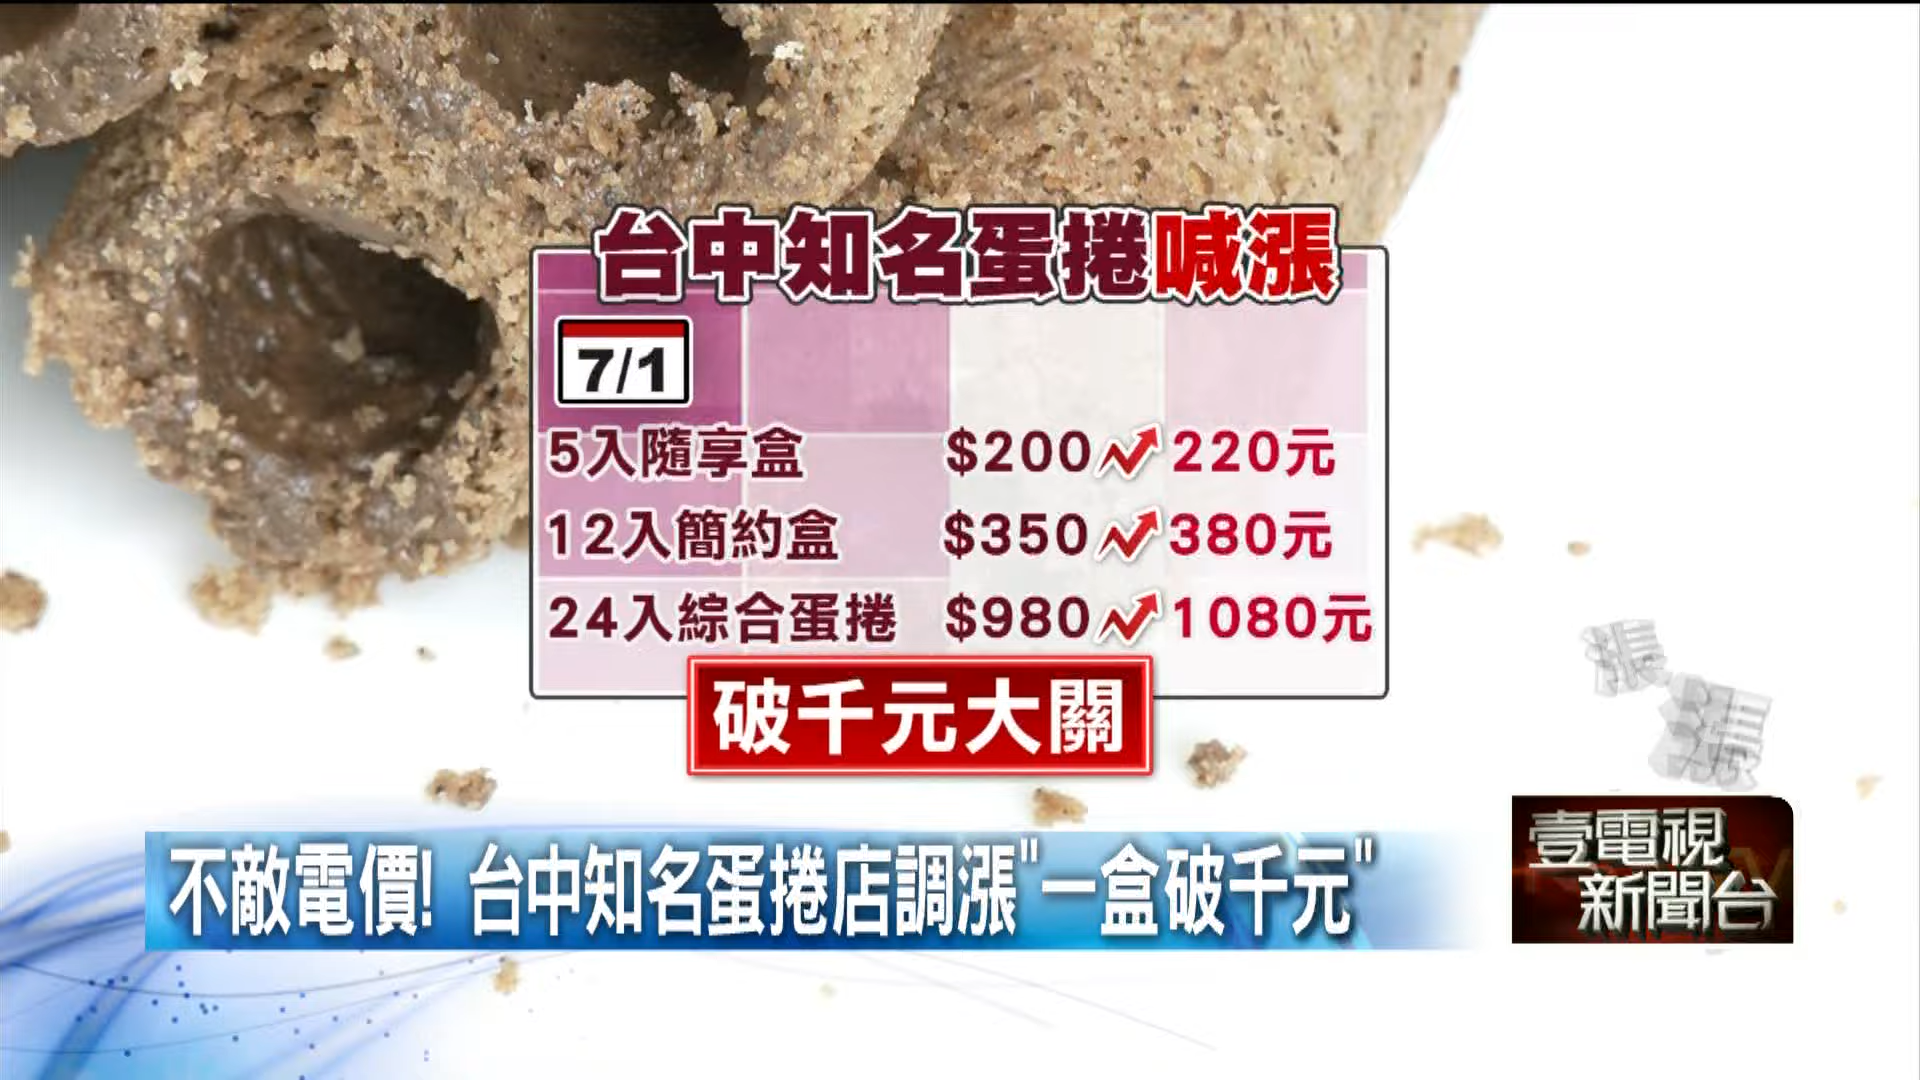 台中知名蛋捲喊漲
7/1
5入隨享盒 $200 220元
12入簡約盒 $350 380元
24入綜合蛋捲 $980 1080元
破千元大關
漲
漲
不敵電價! 台中知名蛋捲店調漲"一盒破千元"
壹電視
新聞台